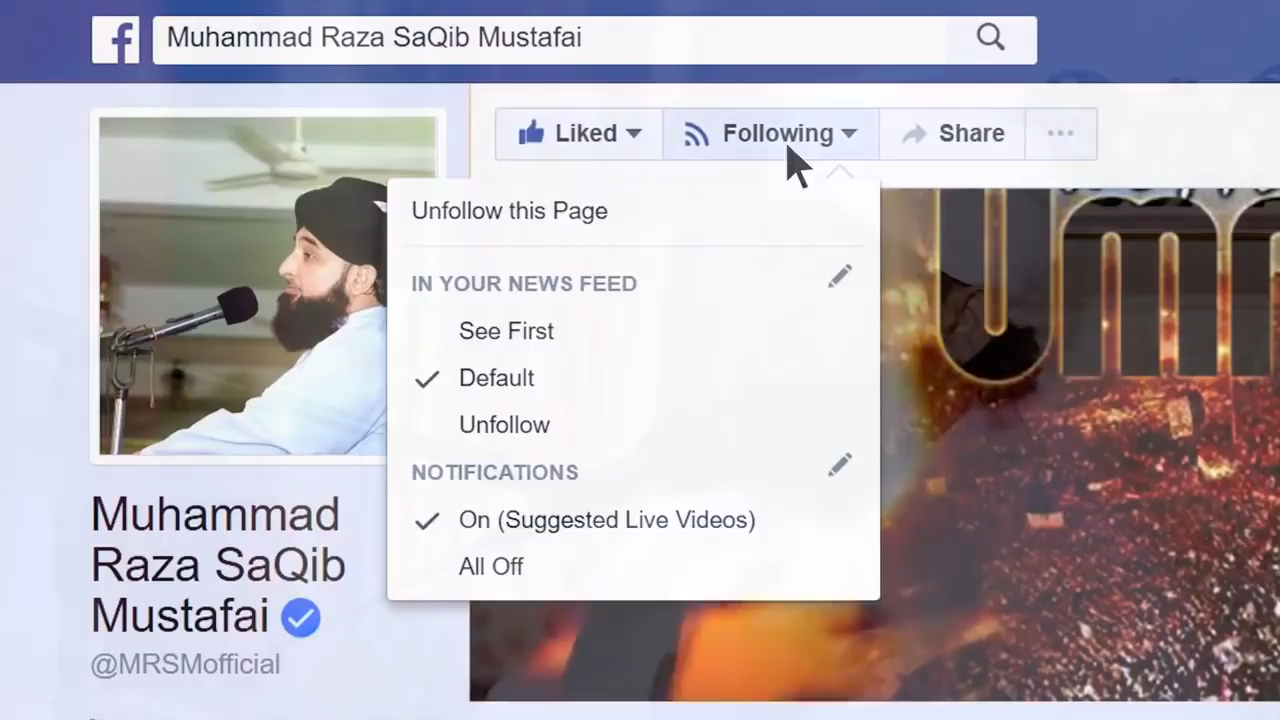 Muhammad Raza SaQib Mustafai
Liked
Following
Share
Unfollow this Page
IN YOUR NEWS FEED
See First
Default
Unfollow
NOTIFICATIONS
On (Suggested Live Videos)
All Off
Muhammad
Raza SaQib
Mustafai
@MRSMofficial